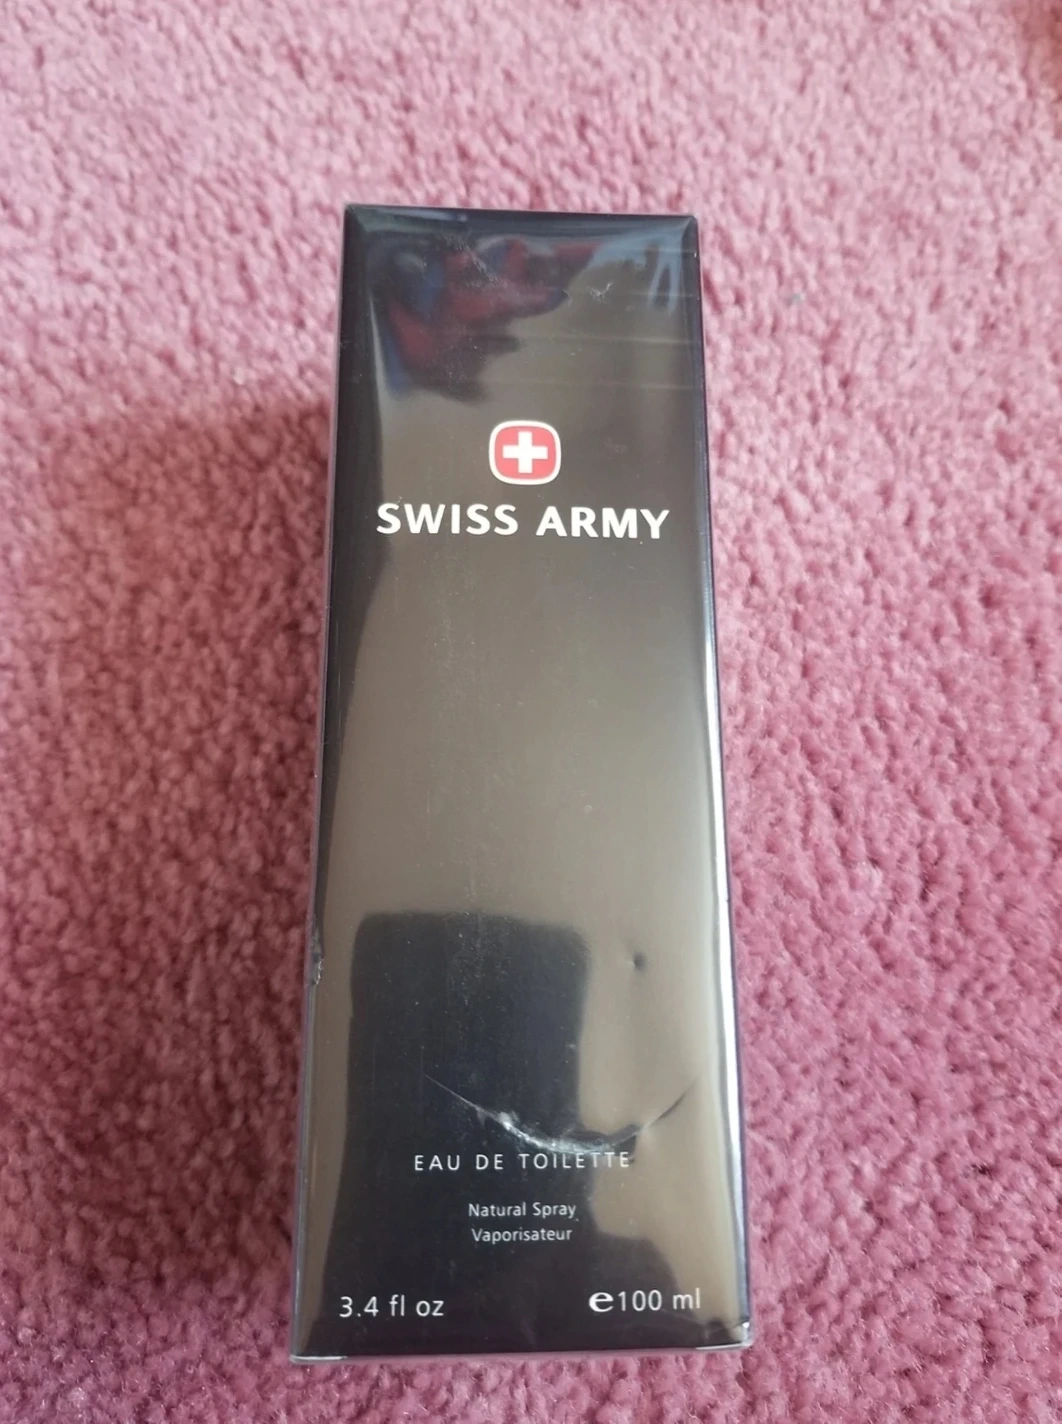 SWISS ARMY
EAU DE TOILETTE
Natural Spray
Vaporisateur
3.4 fl oz
℮100 ml